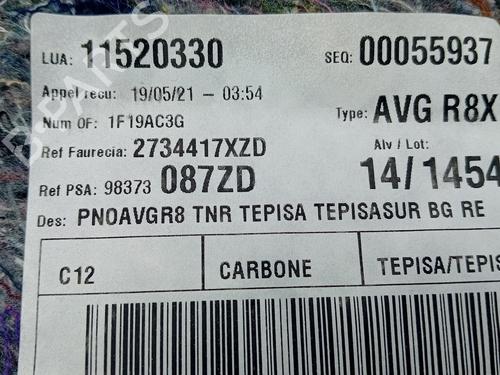 LUA: 11520330 SEQ: 00055937
Appel recu: 19/05/21 - 03:54
Num OF: 1F19AC3G Type: AVG R8X
Ref Faurecia: 2734417XZD Alv / Lot:
Ref PSA: 98373 087ZD 14/1454
Des: PNOAVGR8 TNR TEPISA TEPISASUR BG RE
C12 CARBONE TEPISA/TEPIS
B-PARTS